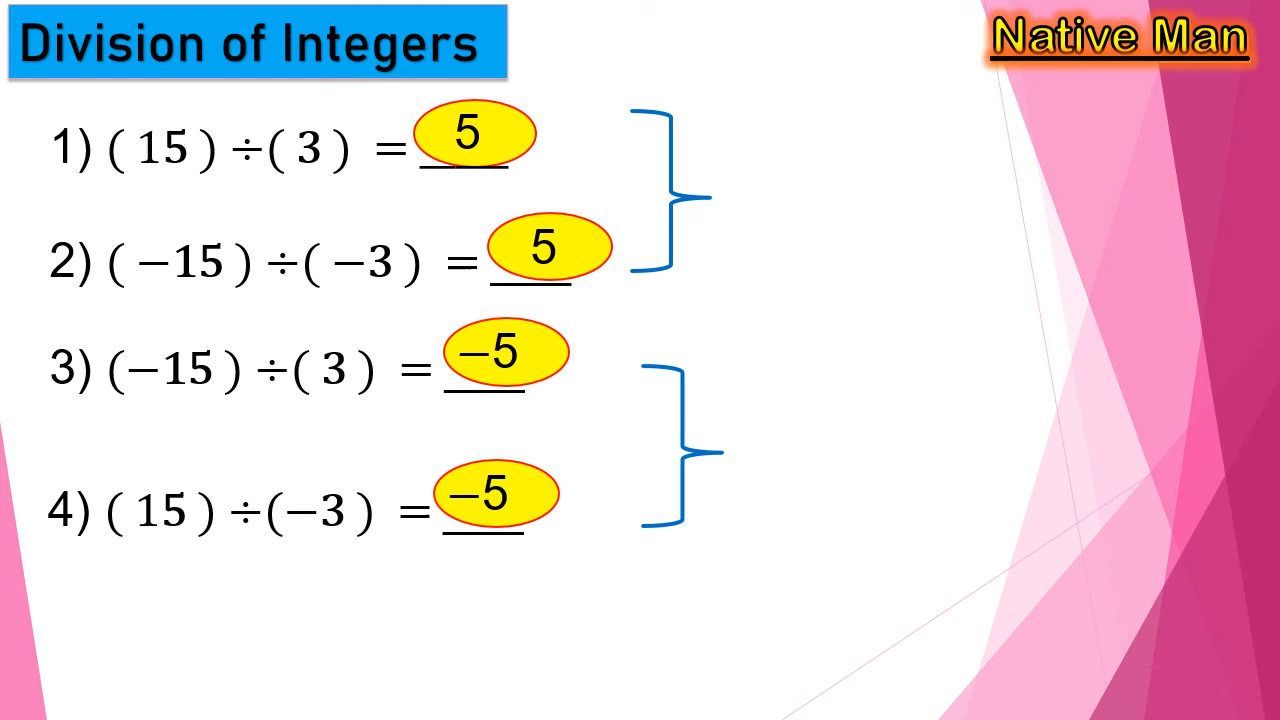 Division of Integers
Native Man
1) ( 15 ) ÷( 3 ) = 5
2) ( −15 ) ÷( −3 ) = 5
3) (−15 ) ÷( 3 ) = −5
4) ( 15 ) ÷(−3 ) = −5